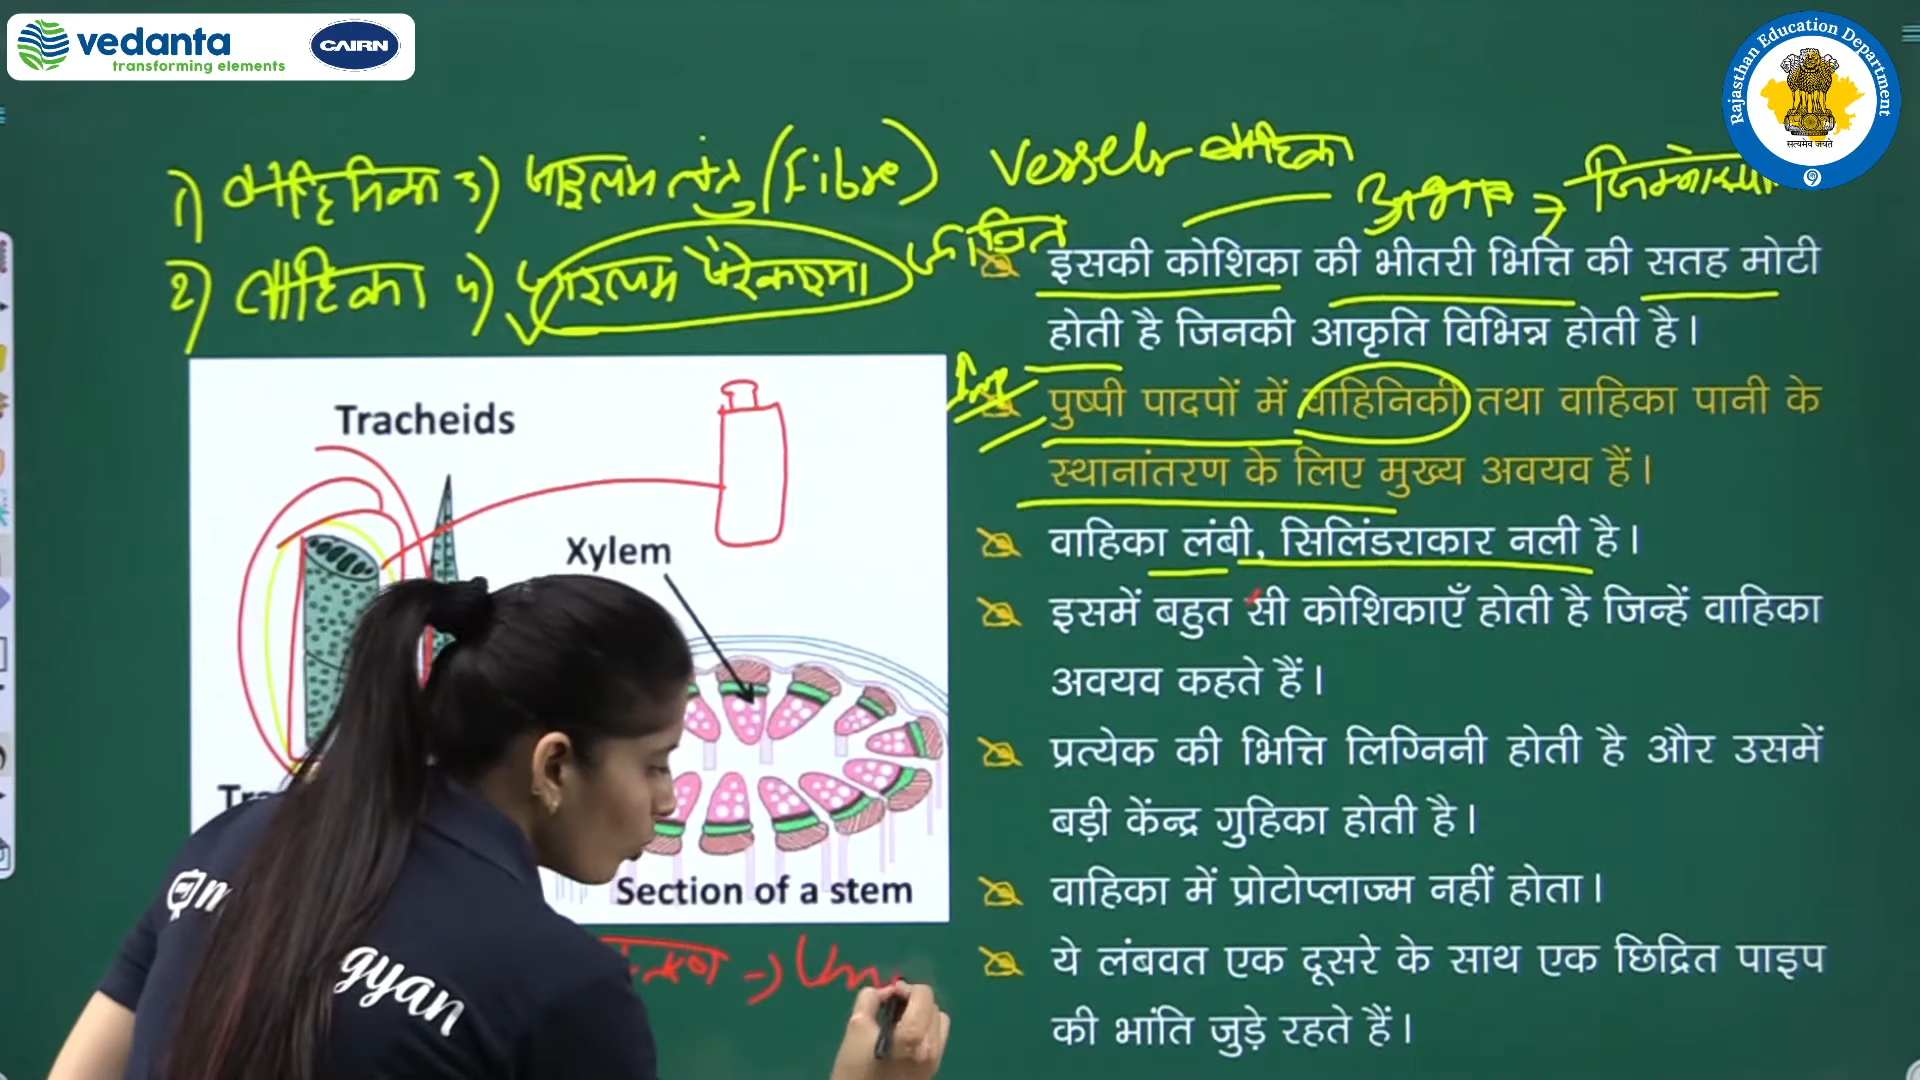 vedanta
transforming elements
CAIRN
Rajasthan Education Department
सत्यमेव जयते
1) वाहिनिका 3) जाइलम तंतु (Fibre)
2) वाहिका 4) जाइलम पैरेंकाइमा जीवित
Vessels वाहिका
अभाव → जिम्नोस्पर्म
इसकी कोशिका की भीतरी भित्ति की सतह मोटी
होती है जिनकी आकृति विभिन्न होती है।
Imp पुष्पी पादपों में वाहिनिकी तथा वाहिका पानी के
स्थानांतरण के लिए मुख्य अवयव हैं।
वाहिका लंबी, सिलिंडराकार नली है।
इसमें बहुत सी कोशिकाएँ होती है जिन्हें वाहिका
अवयव कहते हैं।
प्रत्येक की भित्ति लिग्निनी होती है और उसमें
बड़ी केंन्द्र गुहिका होती है।
वाहिका में प्रोटोप्लाज्म नहीं होता।
ये लंबवत एक दूसरे के साथ एक छिद्रित पाइप
की भांति जुड़े रहते हैं।
Tracheids
Xylem
Section of a stem
gyan